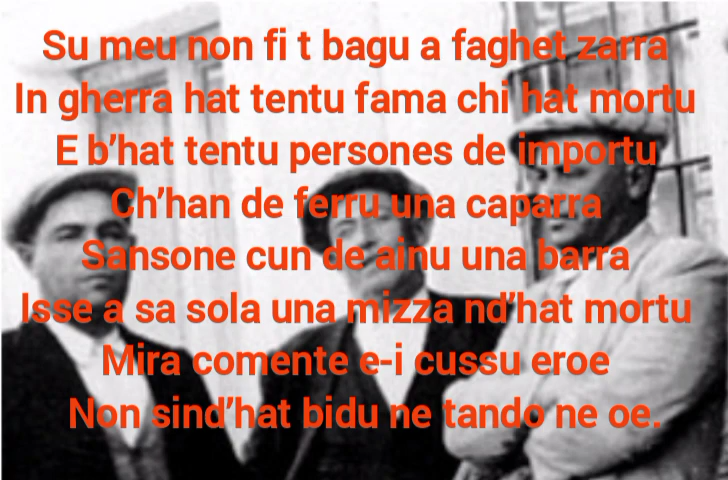 Su meu non fi t bagu a faghet zarra
In gherra hat tentu fama chi hat mortu
E b'hat tentu persones de importu
Ch'han de ferru una caparra
Sansone cun de ainu una barra
Isse a sa sola una mizza nd'hat mortu
Mira comente e-i cussu eroe
Non sind'hat bidu ne tando ne oe.